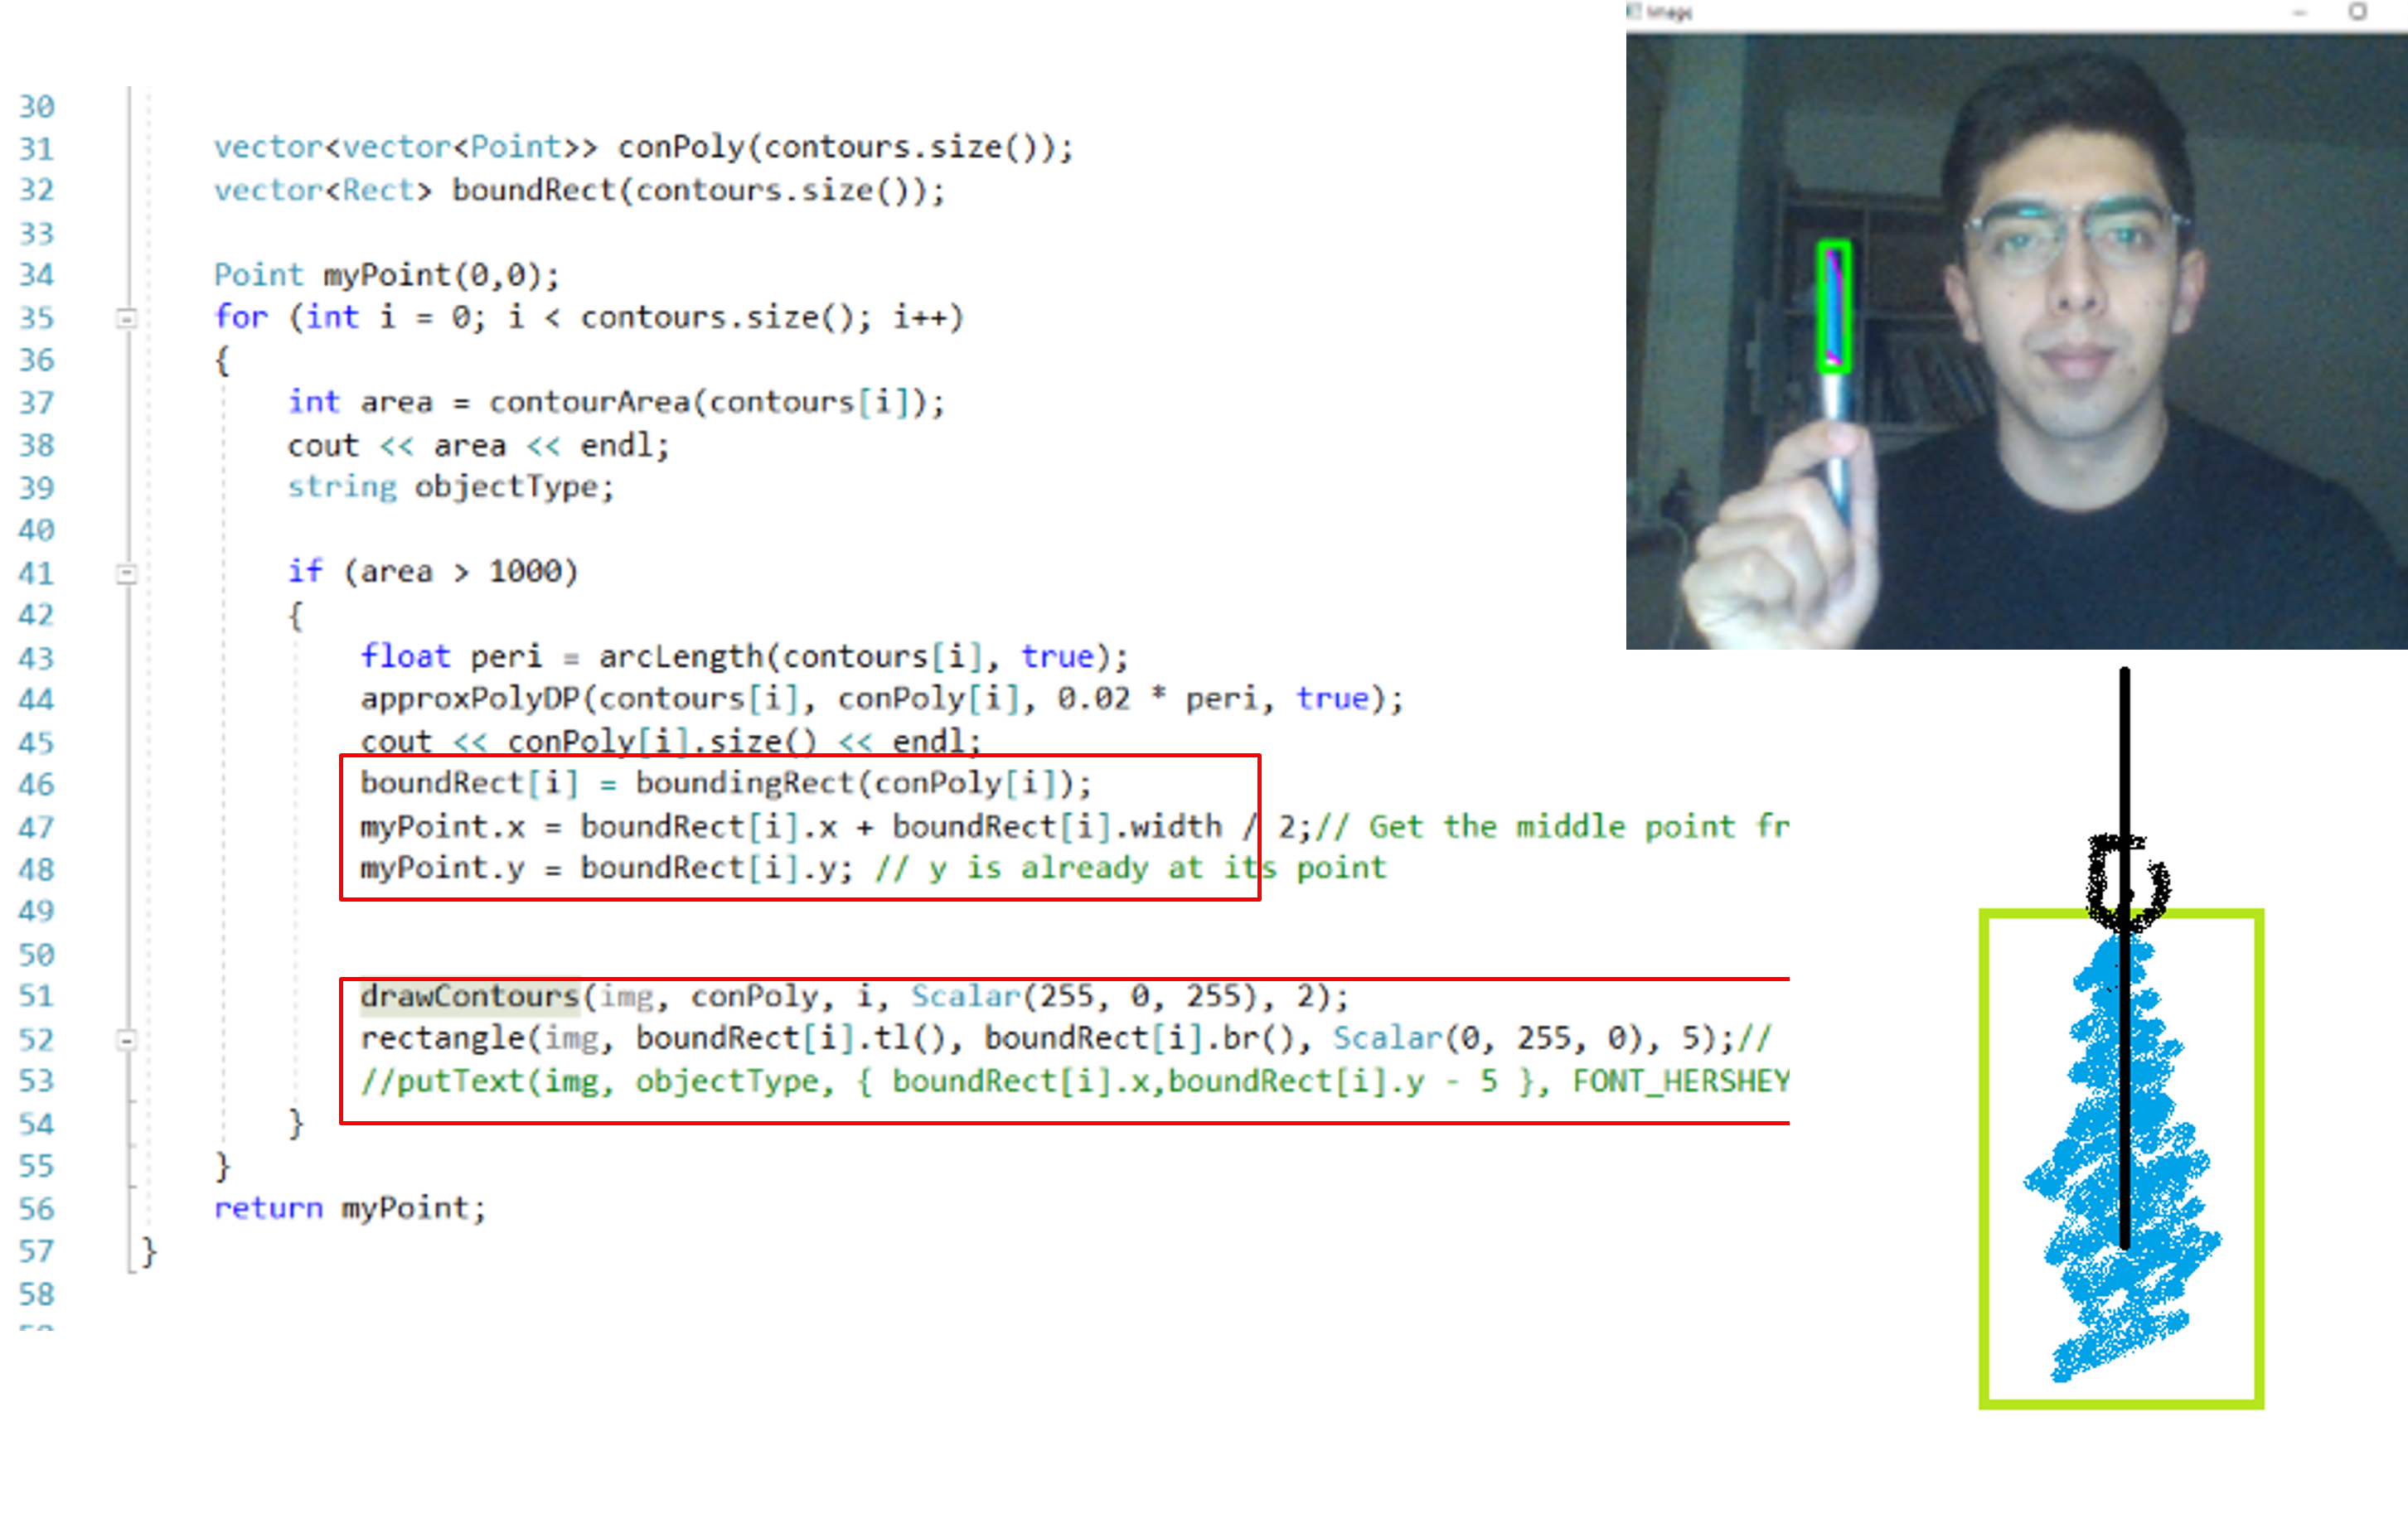 Image
30
31 vector<vector<Point>> conPoly(contours.size());
32 vector<Rect> boundRect(contours.size());
33
34 Point myPoint(0,0);
35 for (int i = 0; i < contours.size(); i++)
36 {
37 int area = contourArea(contours[i]);
38 cout << area << endl;
39 string objectType;
40
41 if (area > 1000)
42 {
43 float peri = arcLength(contours[i], true);
44 approxPolyDP(contours[i], conPoly[i], 0.02 * peri, true);
45 cout << conPoly[i].size() << endl;
46 boundRect[i] = boundingRect(conPoly[i]);
47 myPoint.x = boundRect[i].x + boundRect[i].width / 2;// Get the middle point fr
48 myPoint.y = boundRect[i].y; // y is already at its point
49
50
51 drawContours(img, conPoly, i, Scalar(255, 0, 255), 2);
52 rectangle(img, boundRect[i].tl(), boundRect[i].br(), Scalar(0, 255, 0), 5);//
53 //putText(img, objectType, { boundRect[i].x,boundRect[i].y - 5 }, FONT_HERSHEY
54 }
55 }
56 return myPoint;
57 }
58